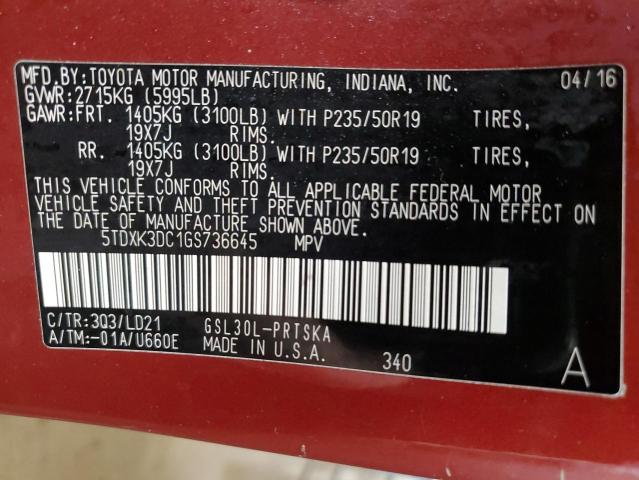 MFD.BY:TOYOTA MOTOR MANUFACTURING, INDIANA, INC. 04/16
GVWR:2715KG (5995LB)
GAWR:FRT. 1405KG (3100LB) WITH P235/50R19 TIRES,
19X7J RIMS.
RR. 1405KG (3100LB) WITH P235/50R19 TIRES,
19X7J RIMS.
THIS VEHICLE CONFORMS TO ALL APPLICABLE FEDERAL MOTOR
VEHICLE SAFETY AND THEFT PREVENTION STANDARDS IN EFFECT ON
THE DATE OF MANUFACTURE SHOWN ABOVE.
5TDXK3DC1GS736645 MPV
C/TR:3Q3/LD21 GSL30L-PRTSKA
A/TM:-01A/U660E MADE IN U.S.A. 340 A